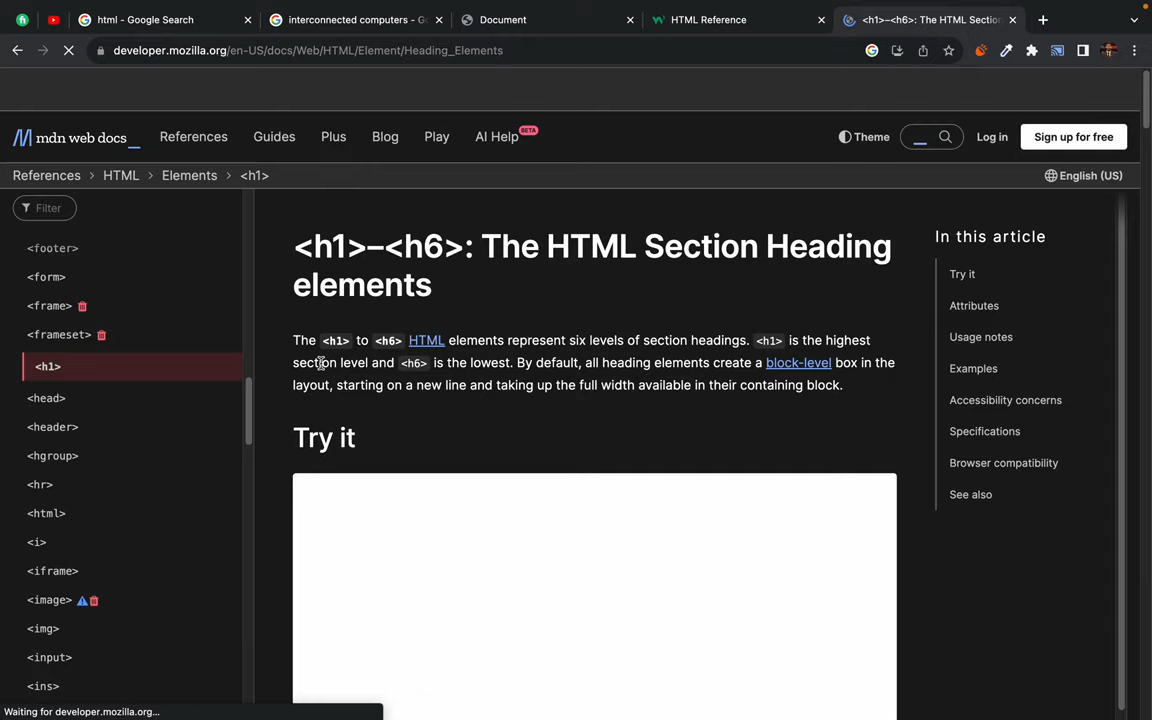 html - Google Search
interconnected computers - Go
Document
HTML Reference
<h1>–<h6>: The HTML Section
developer.mozilla.org/en-US/docs/Web/HTML/Element/Heading_Elements
mdn web docs_
References
Guides
Plus
Blog
Play
AI Help BETA
Theme
Log in
Sign up for free
References > HTML > Elements > <h1>
English (US)
Filter
<footer>
<form>
<frame>
<frameset>
<h1>
<head>
<header>
<hgroup>
<hr>
<html>
<i>
<iframe>
<image>
<img>
<input>
<ins>
<h1>–<h6>: The HTML Section Heading
elements
The <h1> to <h6> HTML elements represent six levels of section headings. <h1> is the highest
section level and <h6> is the lowest. By default, all heading elements create a block-level box in the
layout, starting on a new line and taking up the full width available in their containing block.
Try it
In this article
Try it
Attributes
Usage notes
Examples
Accessibility concerns
Specifications
Browser compatibility
See also
Waiting for developer.mozilla.org...